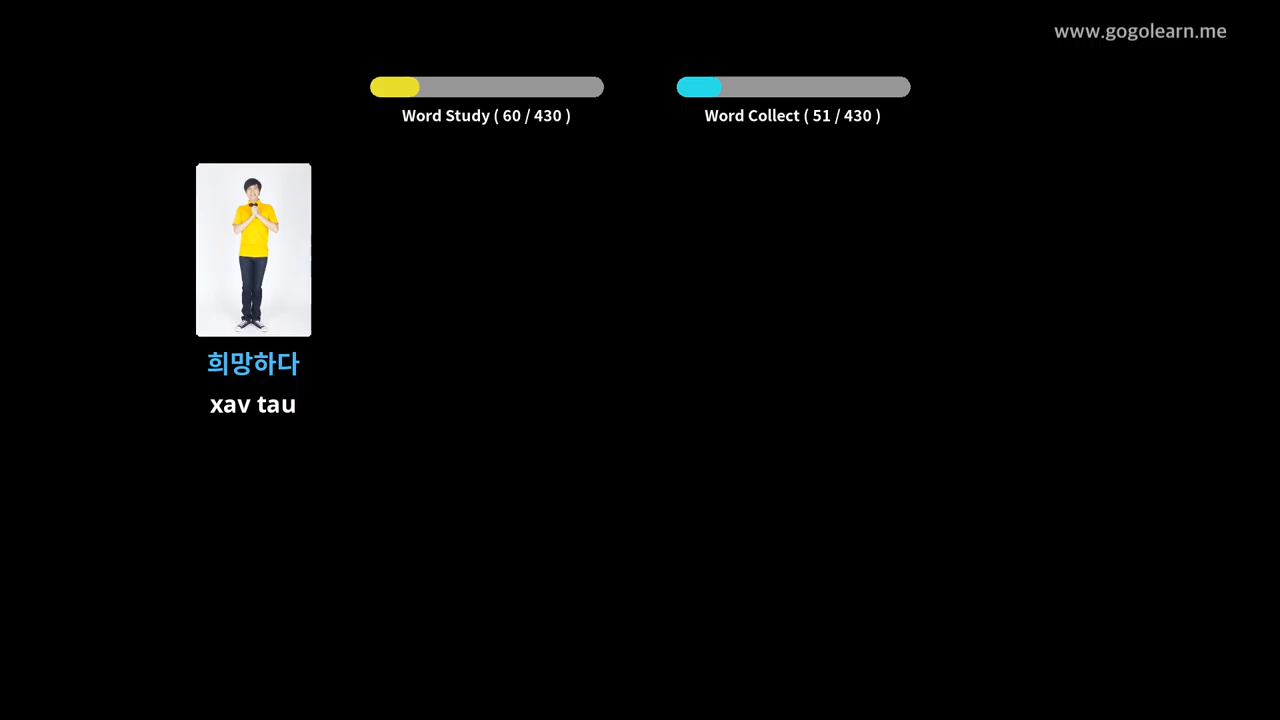 www.gogolearn.me
Word Study ( 60 / 430 )
Word Collect ( 51 / 430 )
희망하다
xav tau